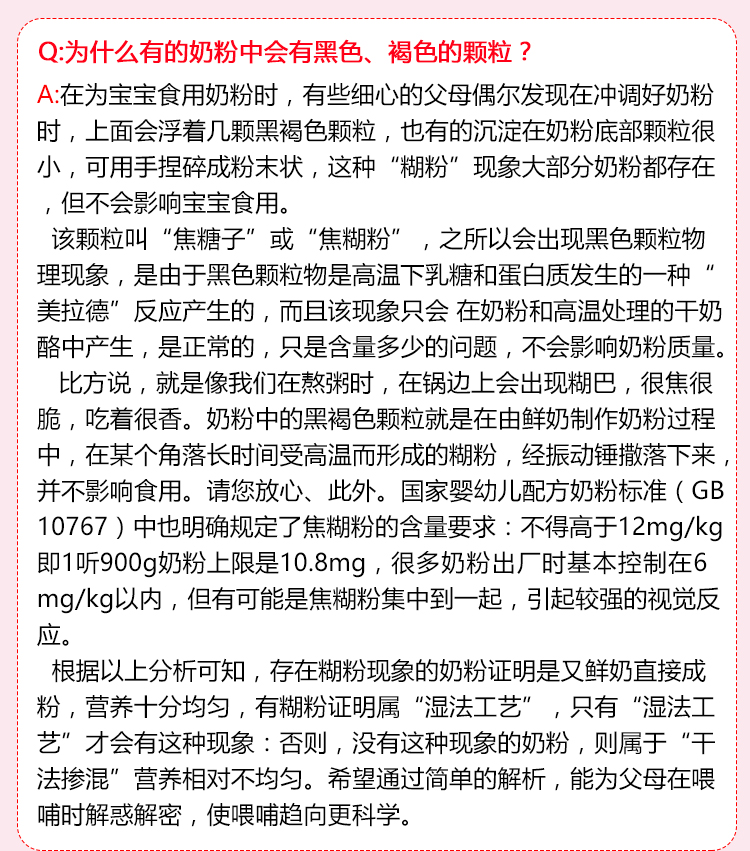 Q:为什么有的奶粉中会有黑色、褐色的颗粒？
A:在为宝宝食用奶粉时，有些细心的父母偶尔发现在冲调好奶粉
时，上面会浮着几颗黑褐色颗粒，也有的沉淀在奶粉底部颗粒很
小，可用手捏碎成粉末状，这种“糊粉”现象大部分奶粉都存在
，但不会影响宝宝食用。
该颗粒叫“焦糖子”或“焦糊粉”，之所以会出现黑色颗粒物
理现象，是由于黑色颗粒物是高温下乳糖和蛋白质发生的一种“
美拉德”反应产生的，而且该现象只会 在奶粉和高温处理的干奶
酪中产生，是正常的，只是含量多少的问题，不会影响奶粉质量。
比方说，就是像我们在熬粥时，在锅边上会出现糊巴，很焦很
脆，吃着很香。奶粉中的黑褐色颗粒就是在由鲜奶制作奶粉过程
中，在某个角落长时间受高温而形成的糊粉，经振动锤撒落下来，
并不影响食用。请您放心、此外。国家婴幼儿配方奶粉标准（GB
10767）中也明确规定了焦糊粉的含量要求：不得高于12mg/kg
即1听900g奶粉上限是10.8mg，很多奶粉出厂时基本控制在6
mg/kg以内，但有可能是焦糊粉集中到一起，引起较强的视觉反
应。
根据以上分析可知，存在糊粉现象的奶粉证明是又鲜奶直接成
粉，营养十分均匀，有糊粉证明属“湿法工艺”，只有“湿法工
艺”才会有这种现象：否则，没有这种现象的奶粉，则属于“干
法掺混”营养相对不均匀。希望通过简单的解析，能为父母在喂
哺时解惑解密，使喂哺趋向更科学。